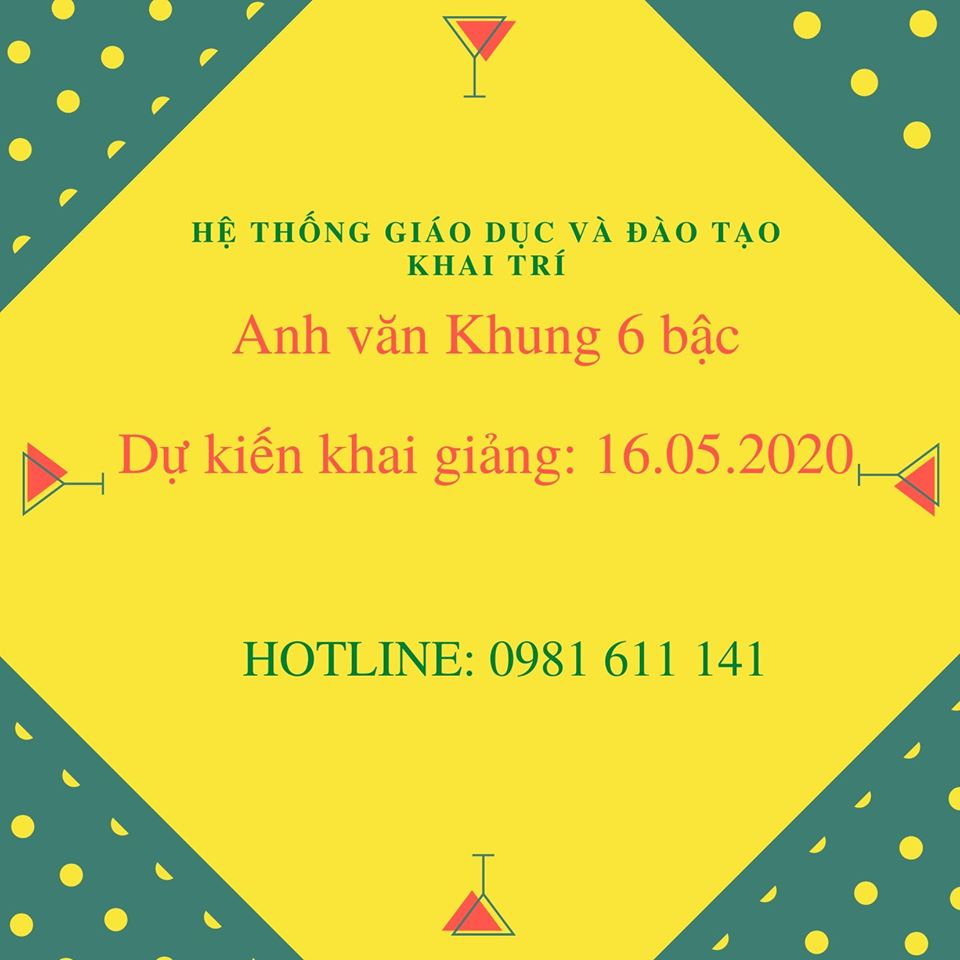 HỆ THỐNG GIÁO DỤC VÀ ĐÀO TẠO
KHAI TRÍ
Anh văn Khung 6 bậc
Dự kiến khai giảng: 16.05.2020
HOTLINE: 0981 611 141